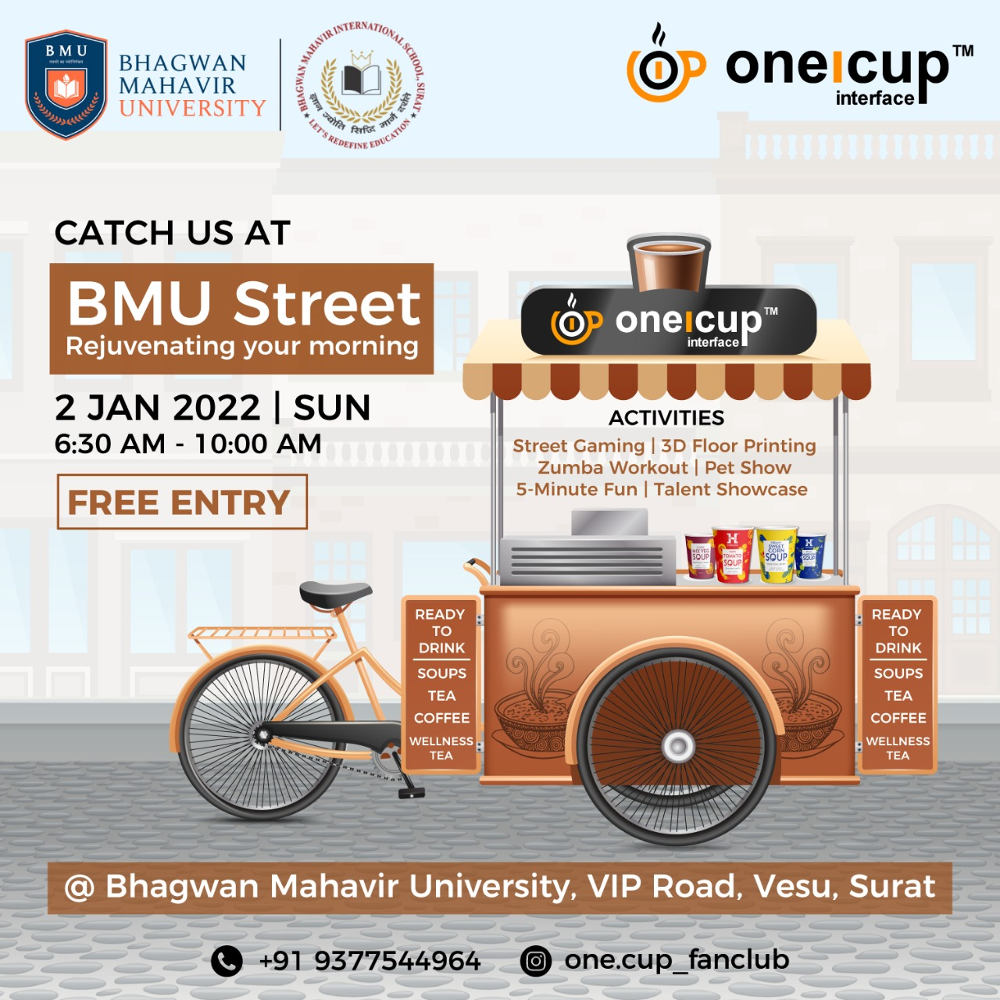 BMU
BHAGWAN
MAHAVIR
UNIVERSITY
BHAGWAN MAHAVIR INTERNATIONAL SCHOOL, SURAT
ज्ञान ज्योति सिद्धि मार्ग दर्शाते
★ LET'S REDEFINE EDUCATION ★
oneıcup™
interface
CATCH US AT
BMU Street
Rejuvenating your morning
2 JAN 2022 | SUN
6:30 AM - 10:00 AM
FREE ENTRY
oneıcup™
interface
ACTIVITIES
Street Gaming | 3D Floor Printing
Zumba Workout | Pet Show
5-Minute Fun | Talent Showcase
MIX VEG
SOUP
H
TOMATO
SOUP
SWEET
CORN
SOUP
H
SOUP
READY
TO
DRINK
SOUPS
TEA
COFFEE
WELLNESS
TEA
READY
TO
DRINK
SOUPS
TEA
COFFEE
WELLNESS
TEA
@ Bhagwan Mahavir University, VIP Road, Vesu, Surat
+91 9377544964
one.cup_fanclub